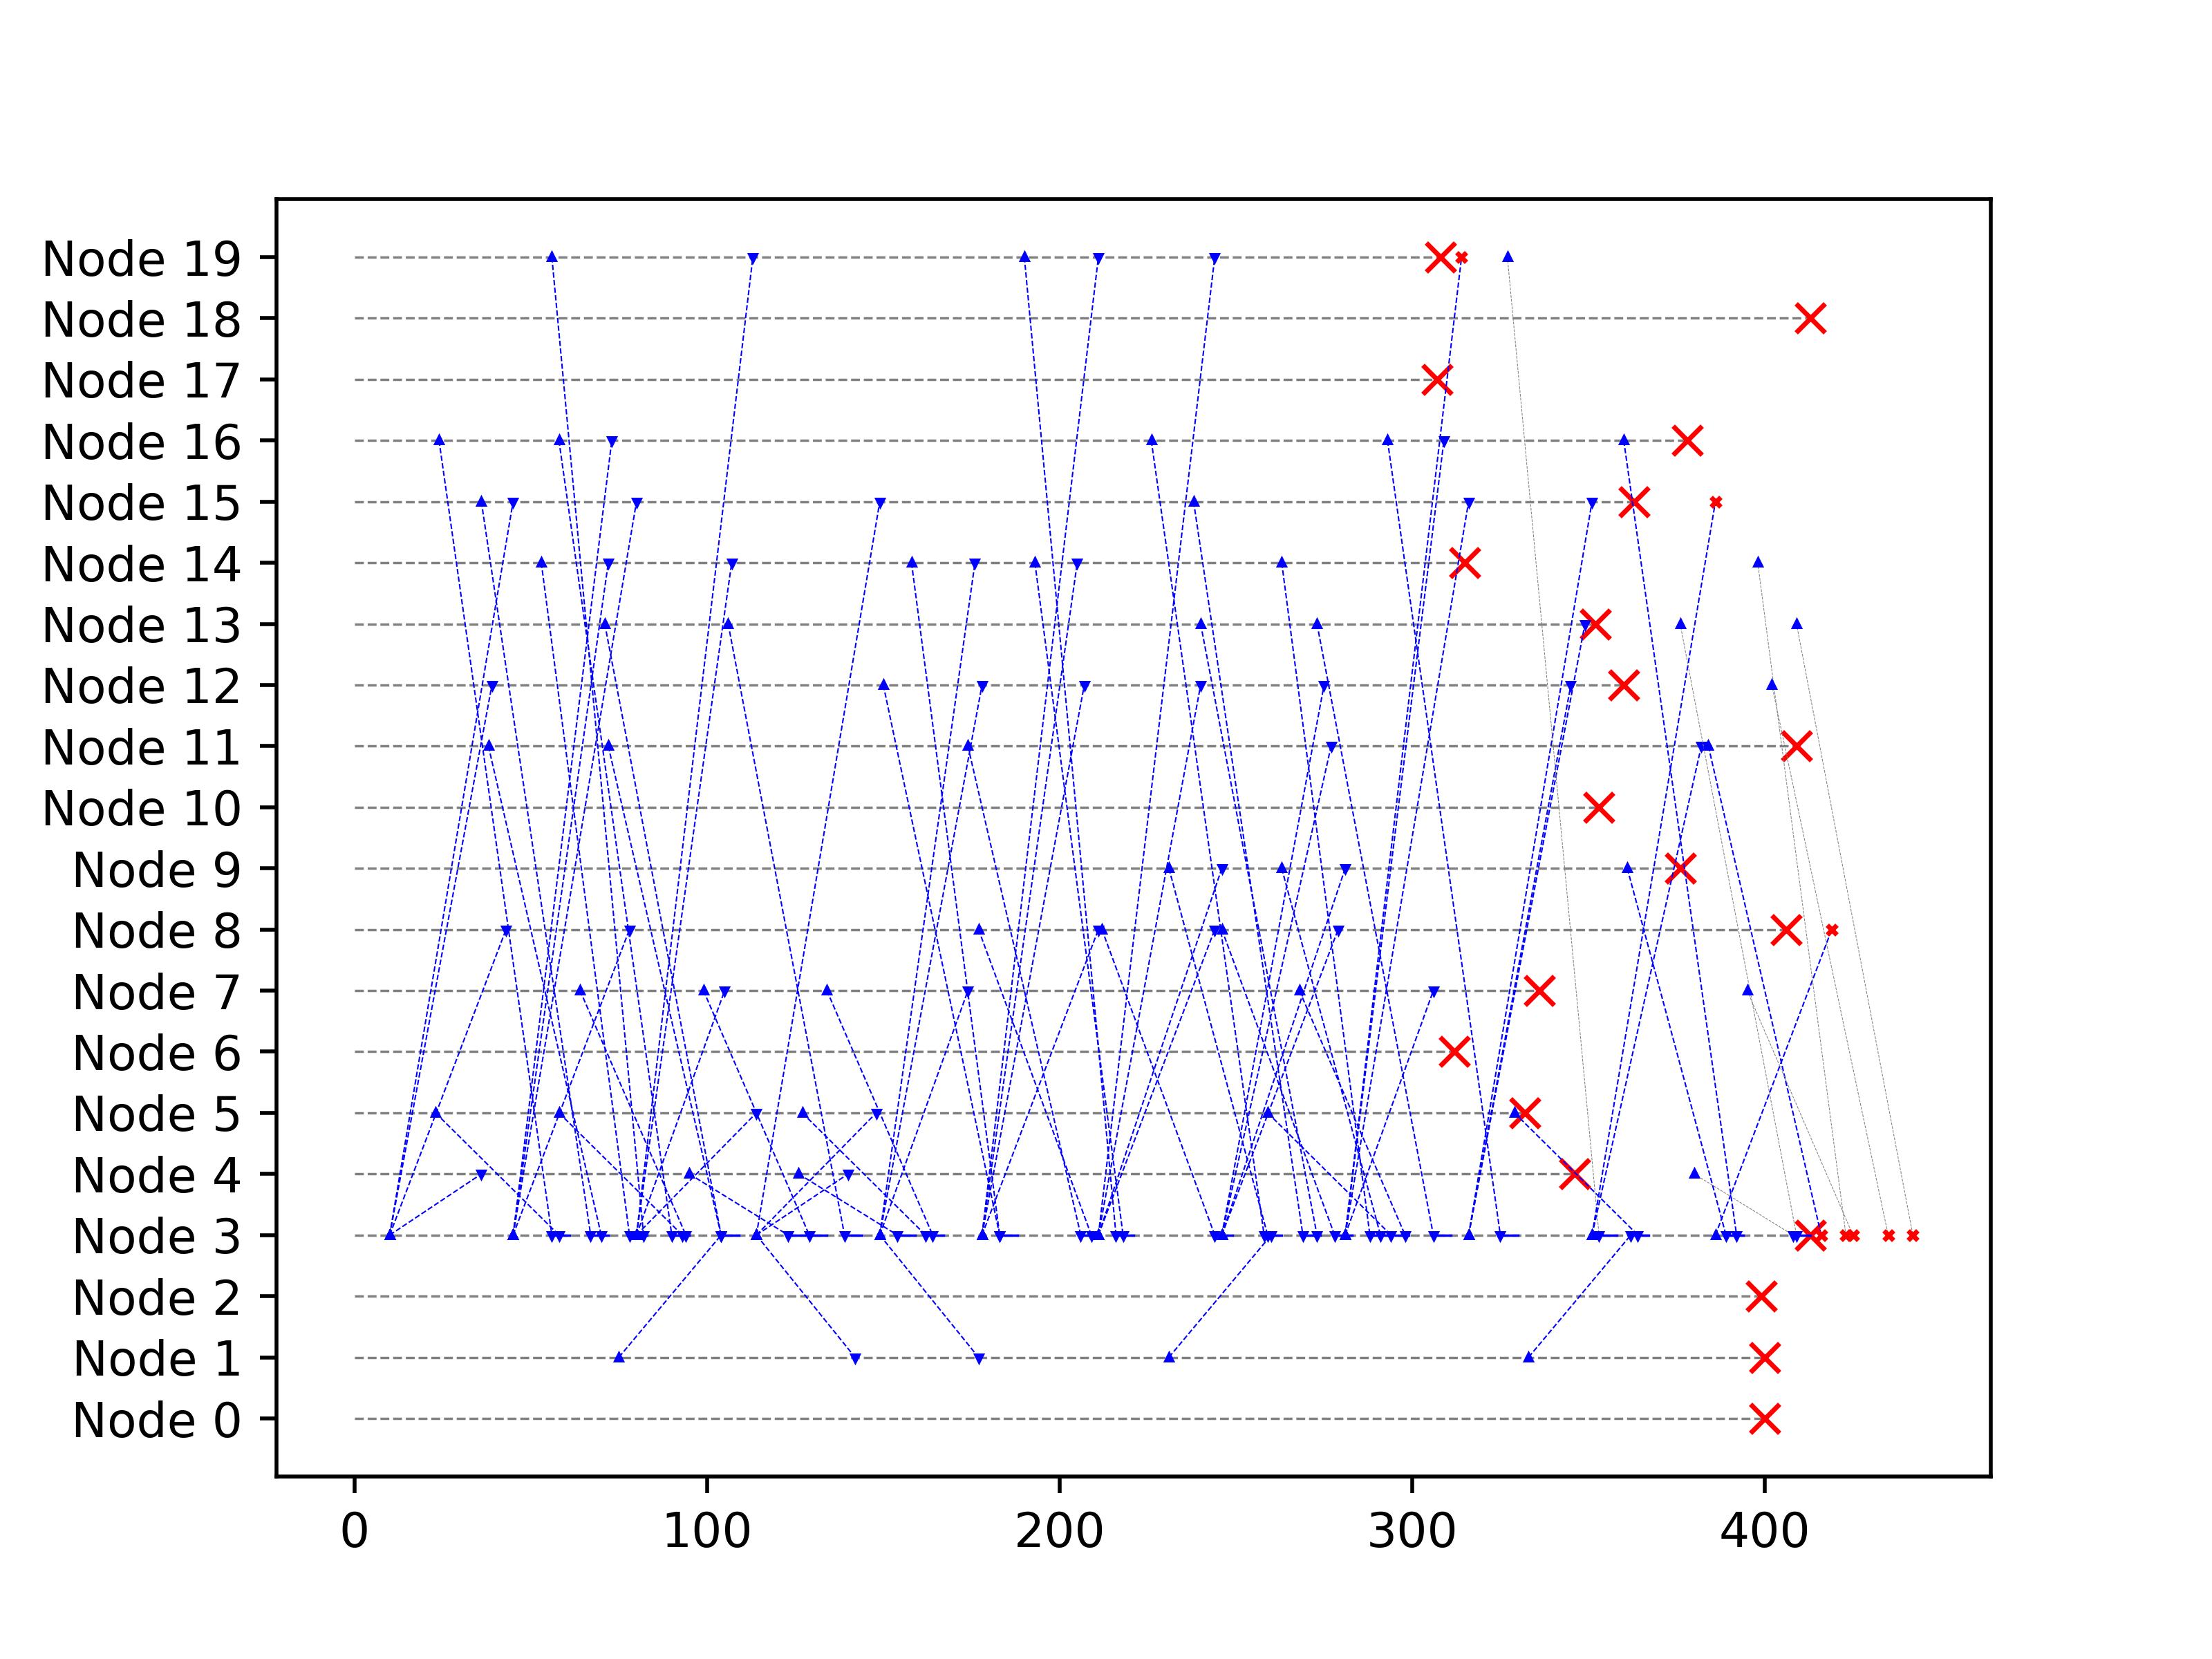 Node 19
Node 18
Node 17
Node 16
Node 15
Node 14
Node 13
Node 12
Node 11
Node 10
Node 9
Node 8
Node 7
Node 6
Node 5
Node 4
Node 3
Node 2
Node 1
Node 0
0 100 200 300 400